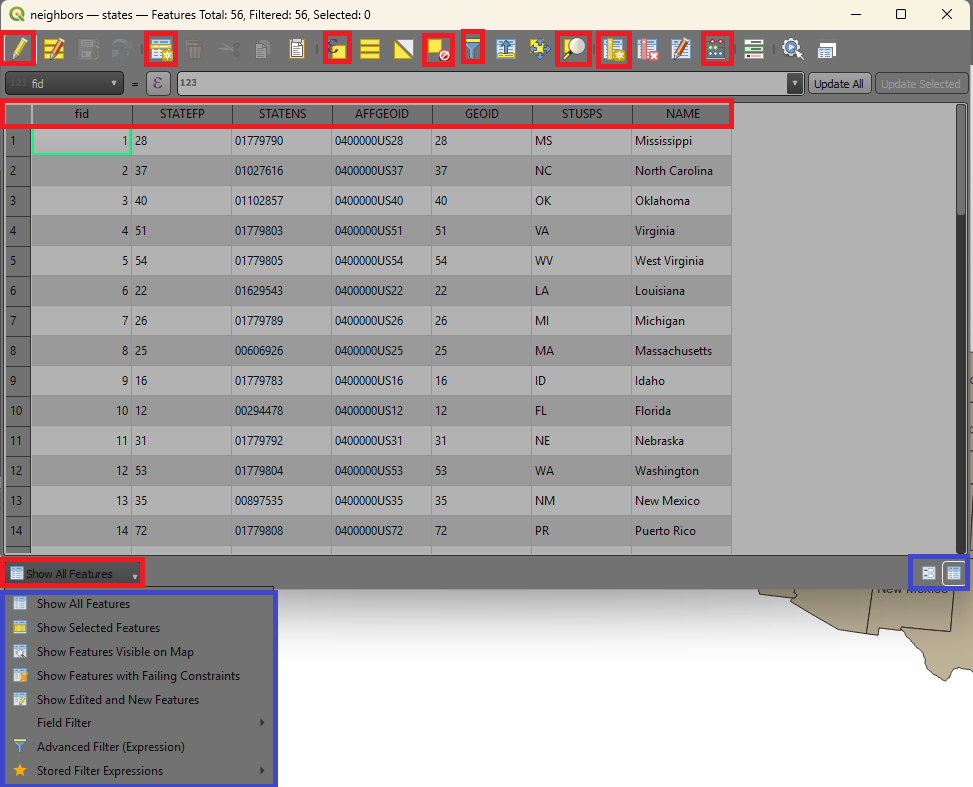 neighbors — states — Features Total: 56, Filtered: 56, Selected: 0
123 fid = ε 123 Update All Update Selected
fid STATEFP STATENS AFFGEOID GEOID STUSPS NAME
1 1 28 01779790 0400000US28 28 MS Mississippi
2 2 37 01027616 0400000US37 37 NC North Carolina
3 3 40 01102857 0400000US40 40 OK Oklahoma
4 4 51 01779803 0400000US51 51 VA Virginia
5 5 54 01779805 0400000US54 54 WV West Virginia
6 6 22 01629543 0400000US22 22 LA Louisiana
7 7 26 01779789 0400000US26 26 MI Michigan
8 8 25 00606926 0400000US25 25 MA Massachusetts
9 9 16 01779783 0400000US16 16 ID Idaho
10 10 12 00294478 0400000US12 12 FL Florida
11 11 31 01779792 0400000US31 31 NE Nebraska
12 12 53 01779804 0400000US53 53 WA Washington
13 13 35 00897535 0400000US35 35 NM New Mexico
14 14 72 01779808 0400000US72 72 PR Puerto Rico
Show All Features
New Mexico
Show All Features
Show Selected Features
Show Features Visible on Map
Show Features with Failing Constraints
Show Edited and New Features
Field Filter
Advanced Filter (Expression)
Stored Filter Expressions